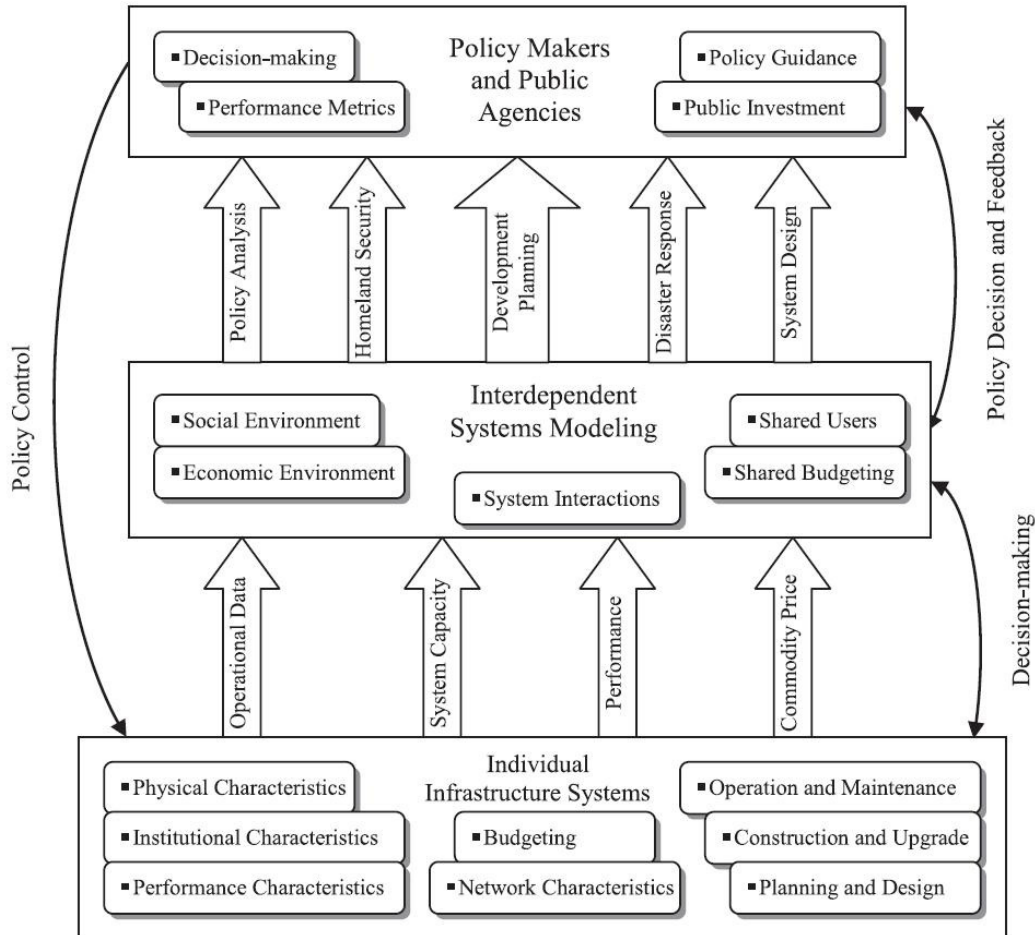 Policy Makers
and Public
Agencies
▪ Decision-making
▪ Performance Metrics
▪ Policy Guidance
▪ Public Investment
Policy Analysis
Homeland Security
Development
Planning
Disaster Response
System Design
Policy Control
Policy Decision and Feedback
Interdependent
Systems Modeling
▪ Social Environment
▪ Economic Environment
▪ System Interactions
▪ Shared Users
▪ Shared Budgeting
Operational Data
System Capacity
Performance
Commodity Price
Decision-making
Individual
Infrastructure Systems
▪ Physical Characteristics
▪ Institutional Characteristics
▪ Performance Characteristics
▪ Budgeting
▪ Network Characteristics
▪ Operation and Maintenance
▪ Construction and Upgrade
▪ Planning and Design